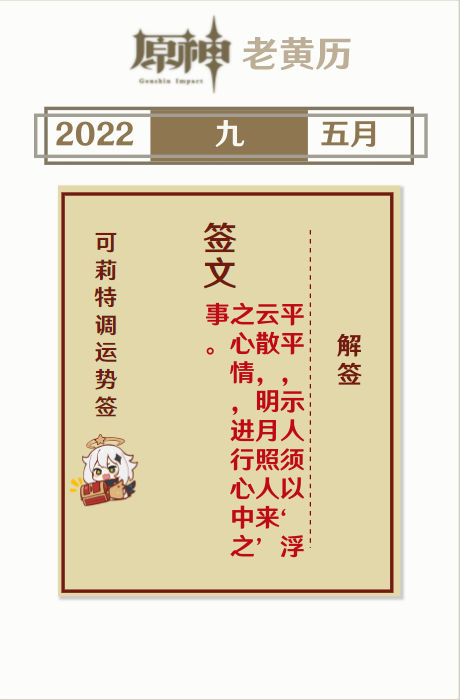 原神
Genshin Impact
老黄历
2022
九
五月
解签
签文
平平，示人须以‘浮
云散，明月照人来’
之心情，进行心中之
事。
可莉特调运势签